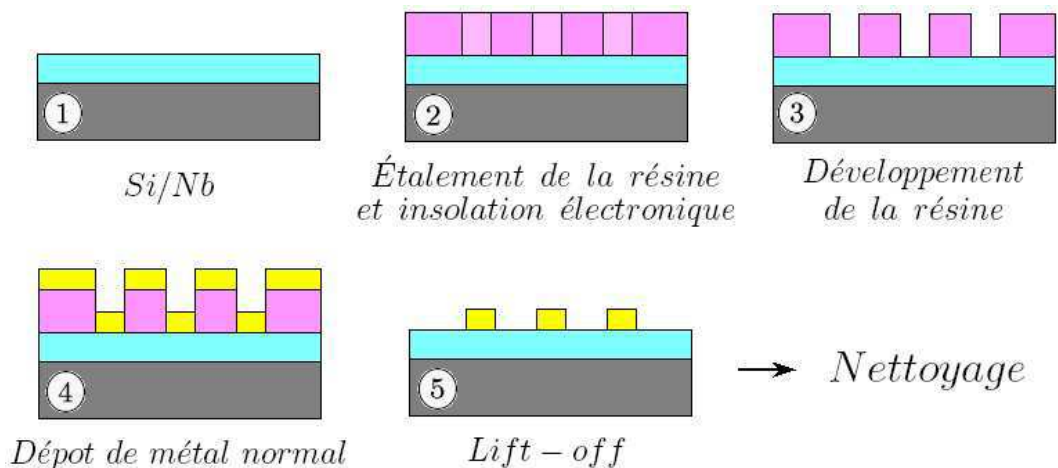 1
Si/Nb
2
Étalement de la résine
et insolation électronique
3
Développement
de la résine
4
Dépot de métal normal
5
Lift – off
Nettoyage